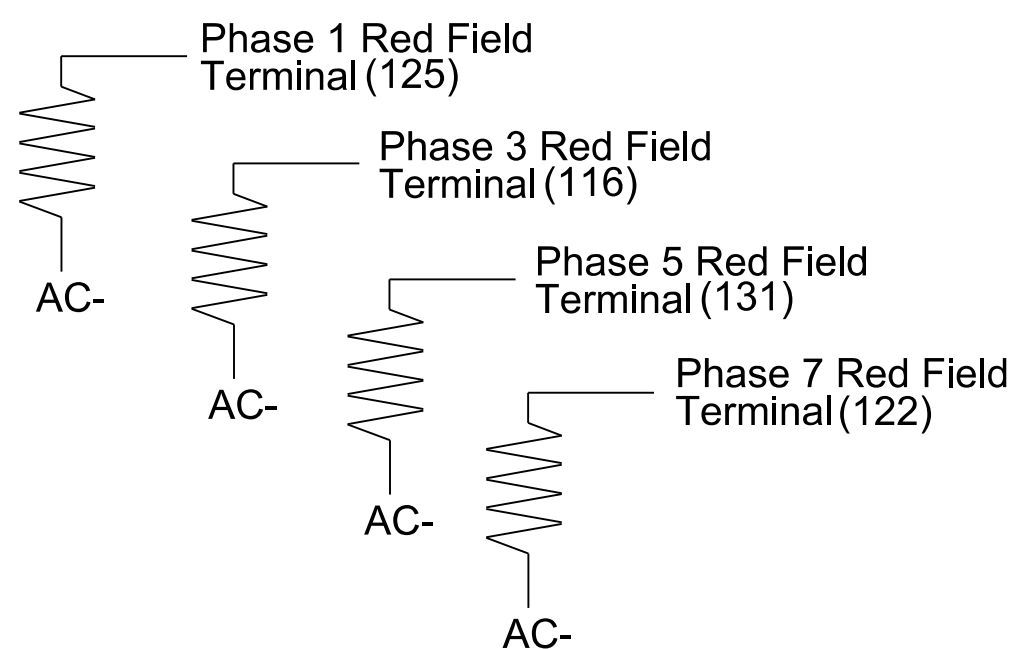 Phase 1 Red Field
Terminal (125)
AC-
Phase 3 Red Field
Terminal (116)
AC-
Phase 5 Red Field
Terminal (131)
AC-
Phase 7 Red Field
Terminal (122)
AC-